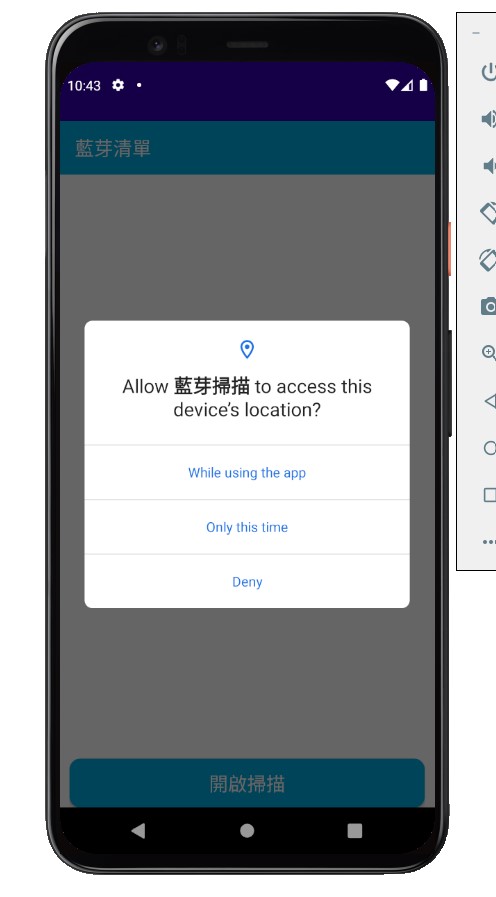 10:43
藍芽清單
Allow 藍芽掃描 to access this
device's location?
While using the app
Only this time
Deny
開啟掃描